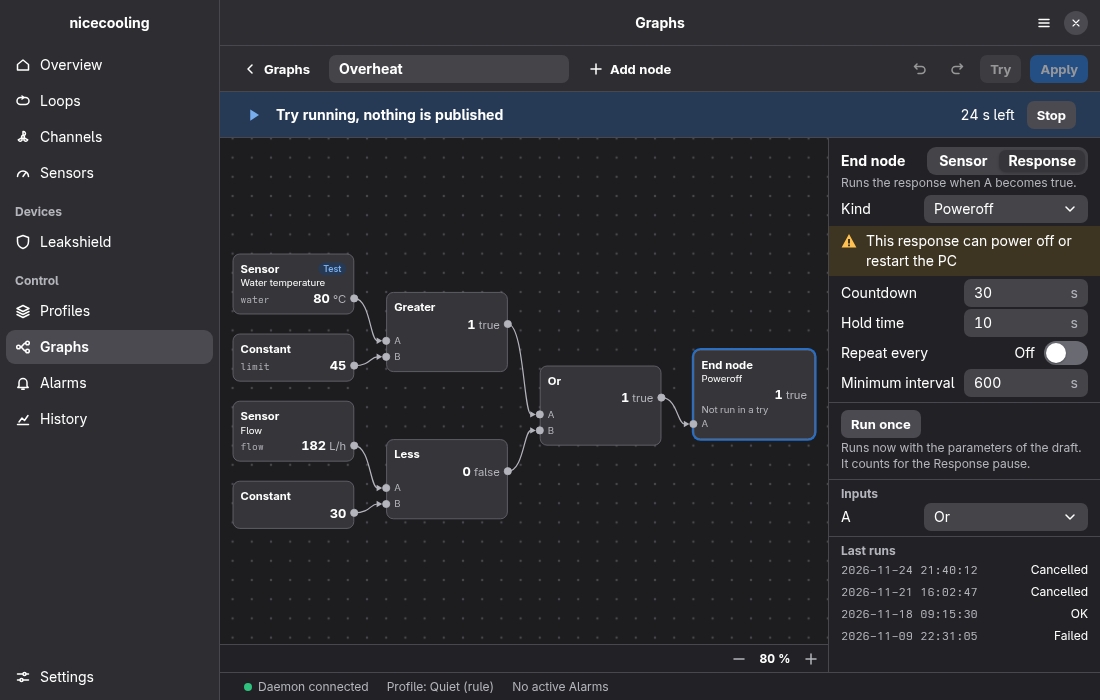 nicecooling
Graphs
Overview
Loops
Channels
Sensors
Devices
Leakshield
Control
Profiles
Graphs
Alarms
History
Settings
Graphs
Overheat
Add node
Try
Apply
Try running, nothing is published
24 s left
Stop
Sensor
Test
Water temperature
water
80 °C
Constant
limit
45
Sensor
Flow
flow
182 L/h
Constant
30
Greater
1 true
A
B
Less
0 false
A
B
Or
1 true
A
B
End node
Poweroff
1 true
Not run in a try
A
80 %
End node
Sensor
Response
Runs the response when A becomes true.
Kind
Poweroff
This response can power off or
restart the PC
Countdown
30 s
Hold time
10 s
Repeat every
Off
Minimum interval
600 s
Run once
Runs now with the parameters of the draft.
It counts for the Response pause.
Inputs
A
Or
Last runs
2026-11-24 21:40:12 Cancelled
2026-11-21 16:02:47 Cancelled
2026-11-18 09:15:30 OK
2026-11-09 22:31:05 Failed
Daemon connected
Profile: Quiet (rule)
No active Alarms